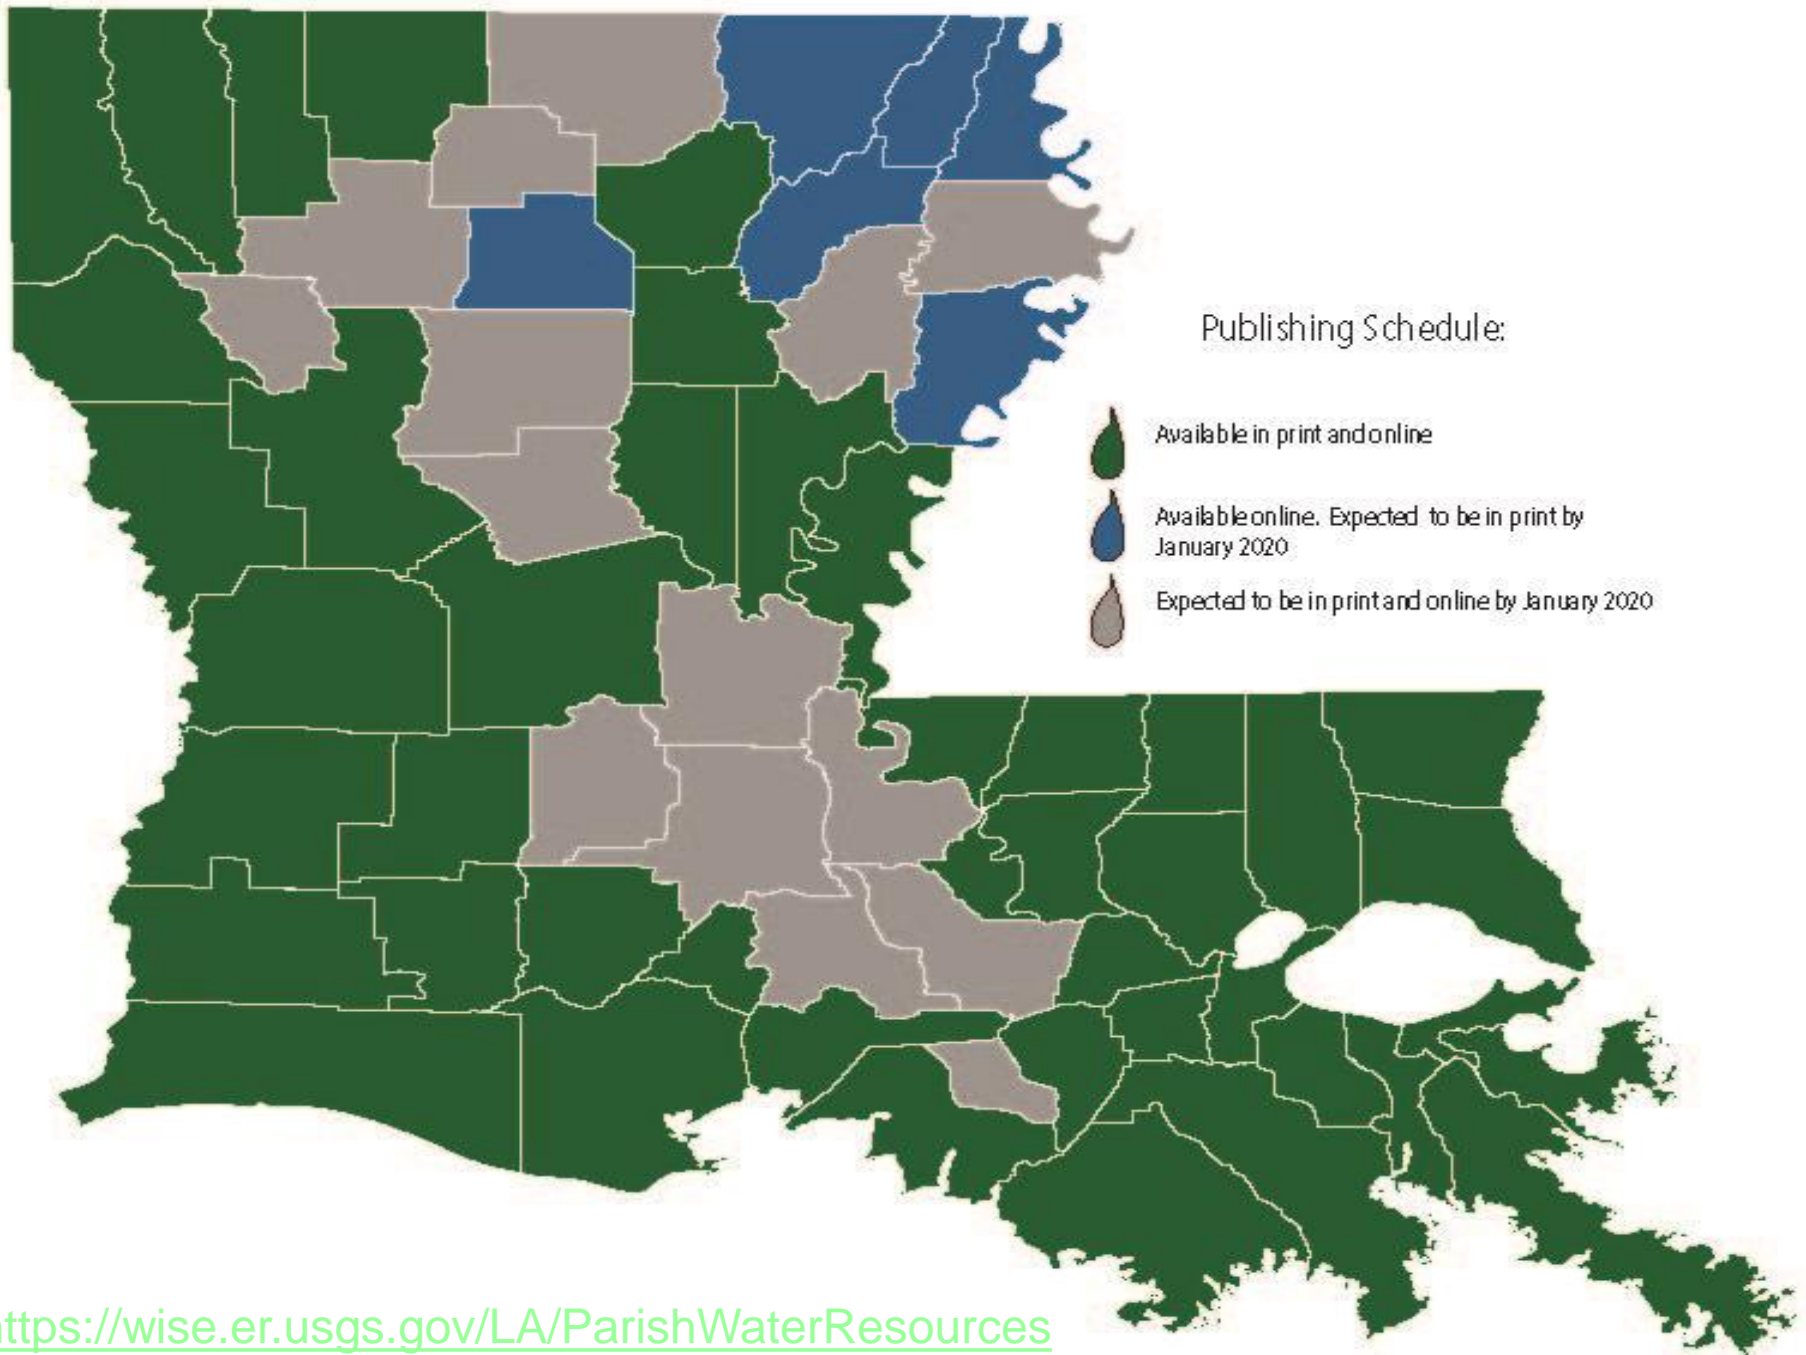 Publishing Schedule:
Available in print and online
Available online. Expected to be in print by
January 2020
Expected to be in print and online by January 2020
ttps://wise.er.usgs.gov/LA/ParishWaterResources